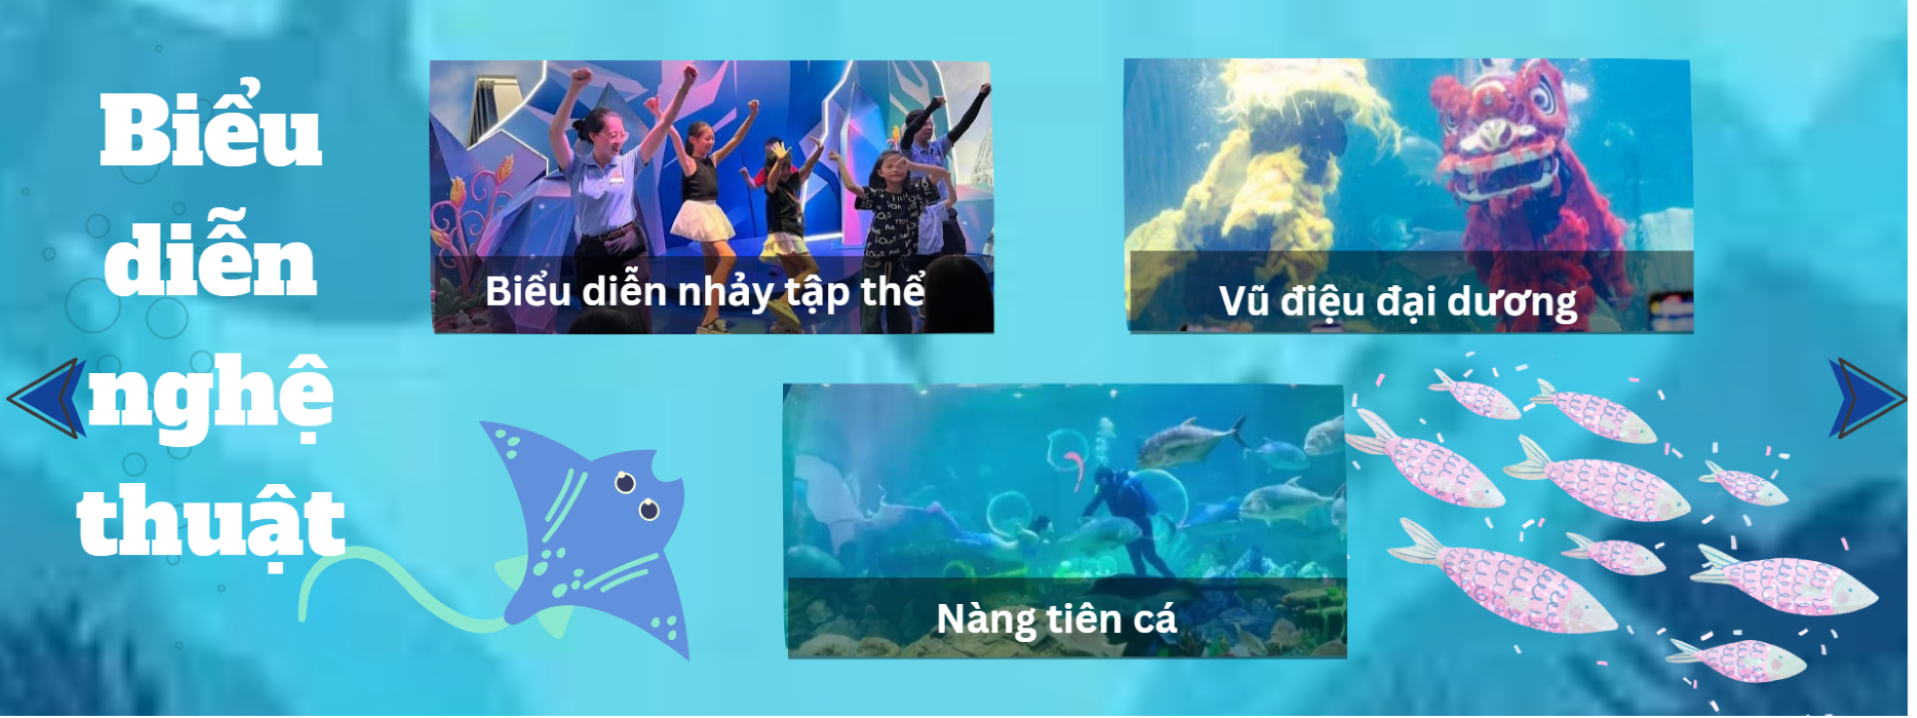 Biểu
diễn
nghệ
thuật
Biểu diễn nhảy tập thể
Vũ điệu đại dương
Nàng tiên cá